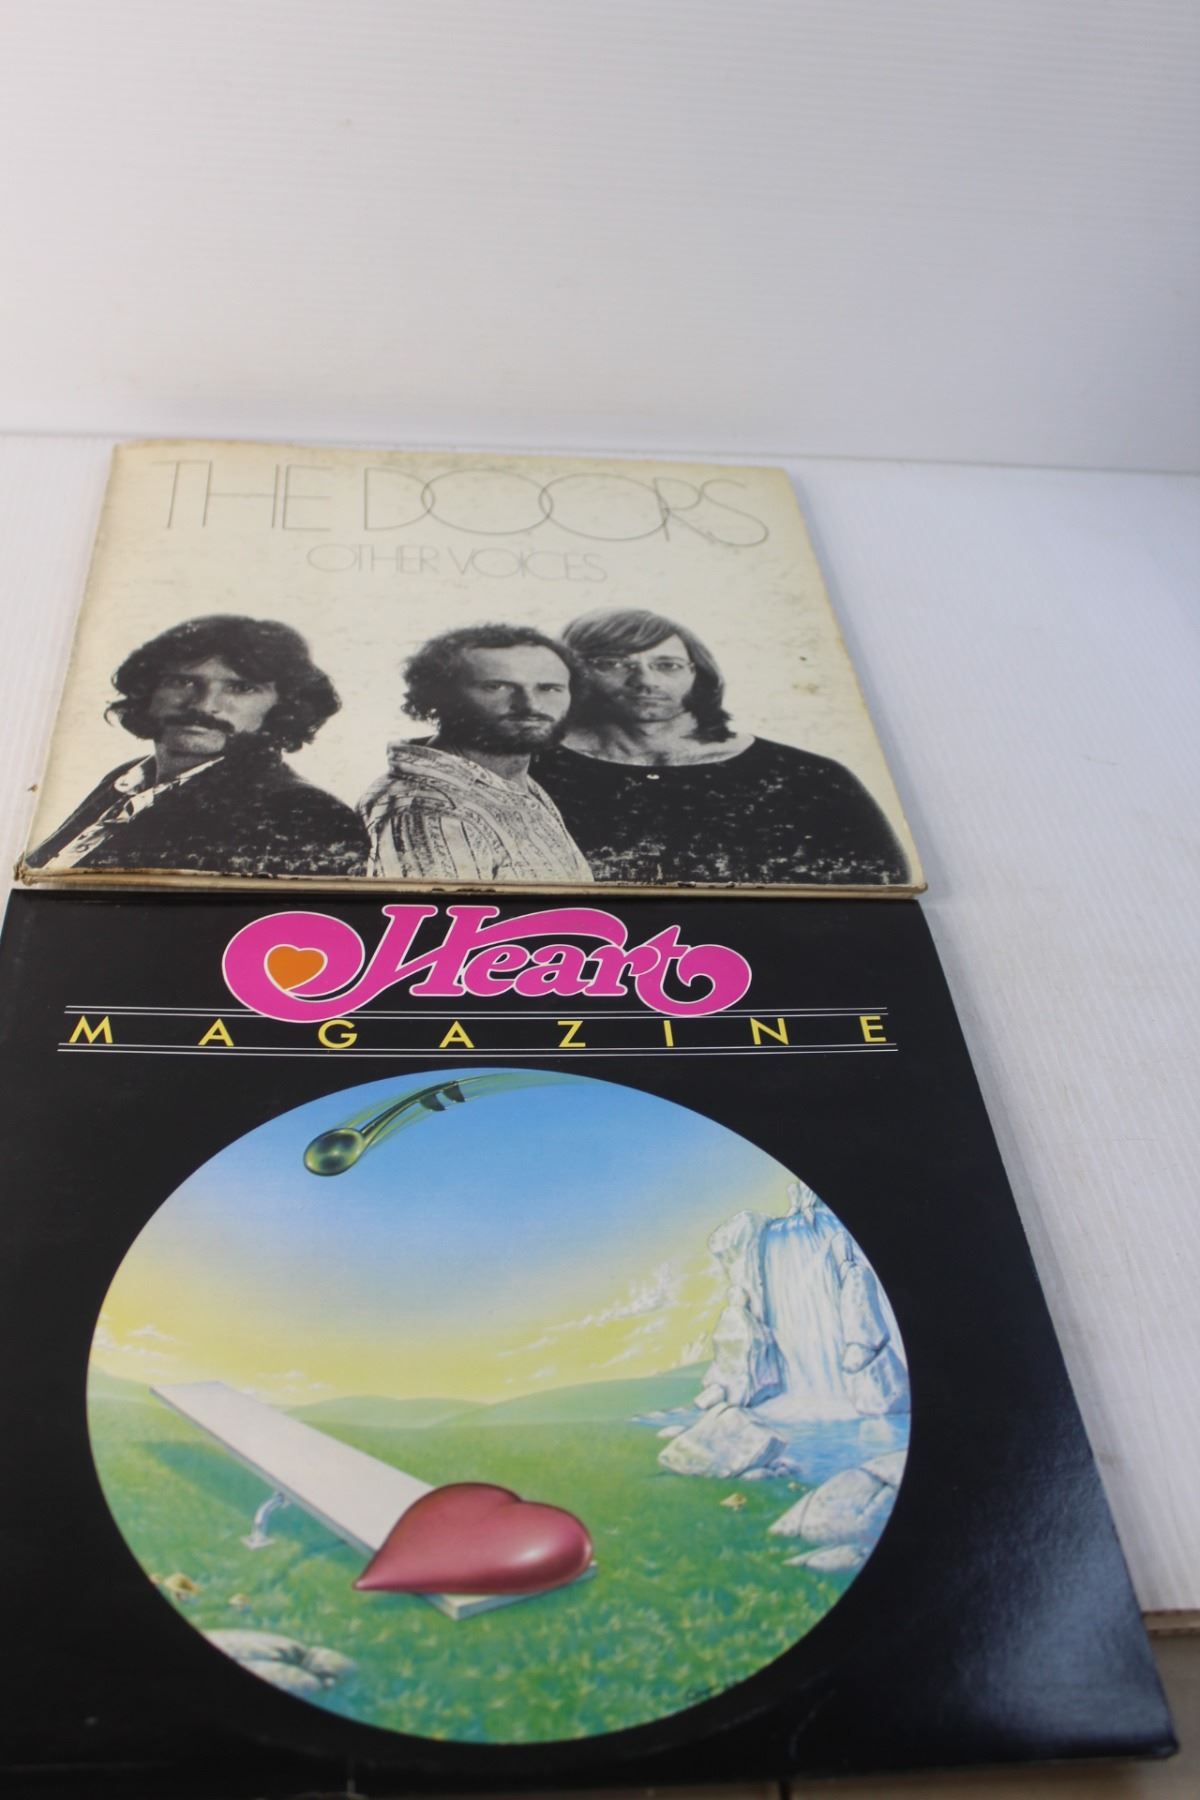 THE DOORS
OTHER VOICES
Heart
MAGAZINE